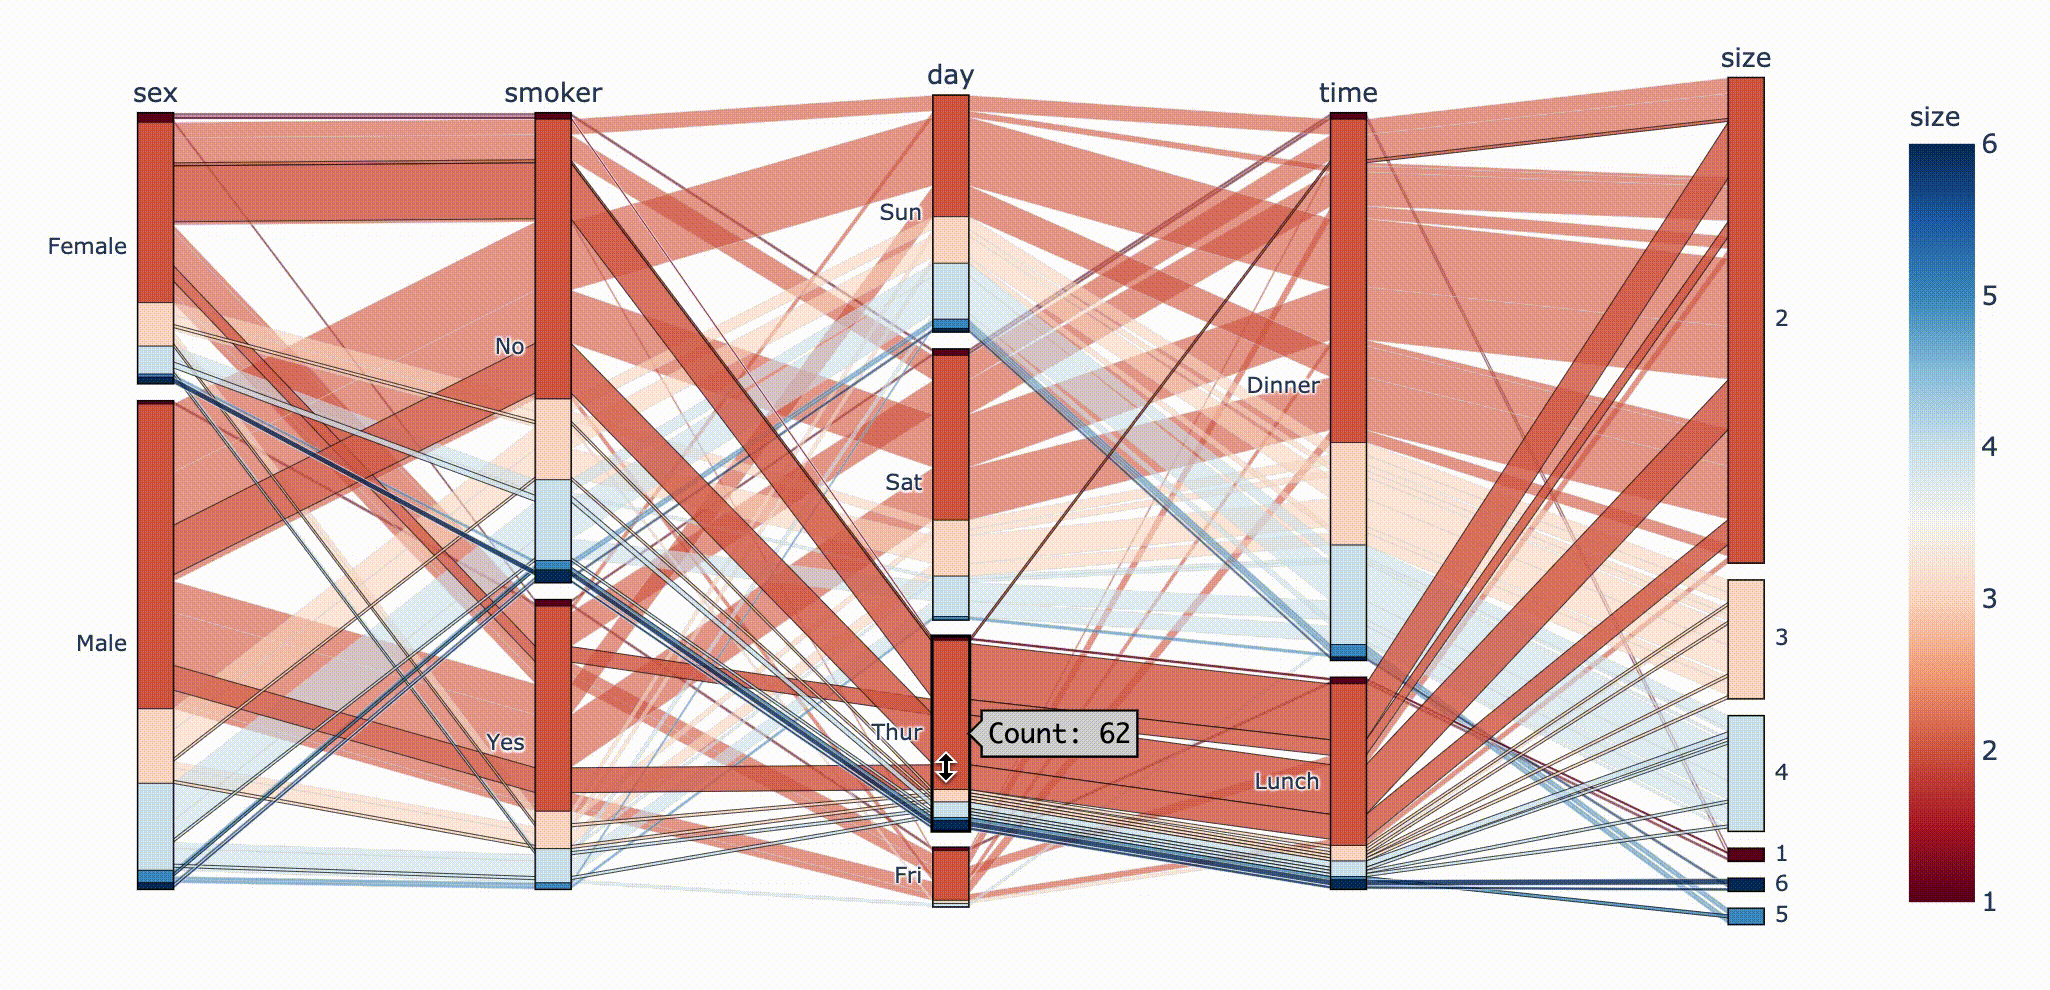 sex
smoker
day
time
size
Female
Male
No
Yes
Sun
Sat
Thur
Fri
Count: 62
Dinner
Lunch
2
3
4
1
6
5
size
6
5
4
3
2
1